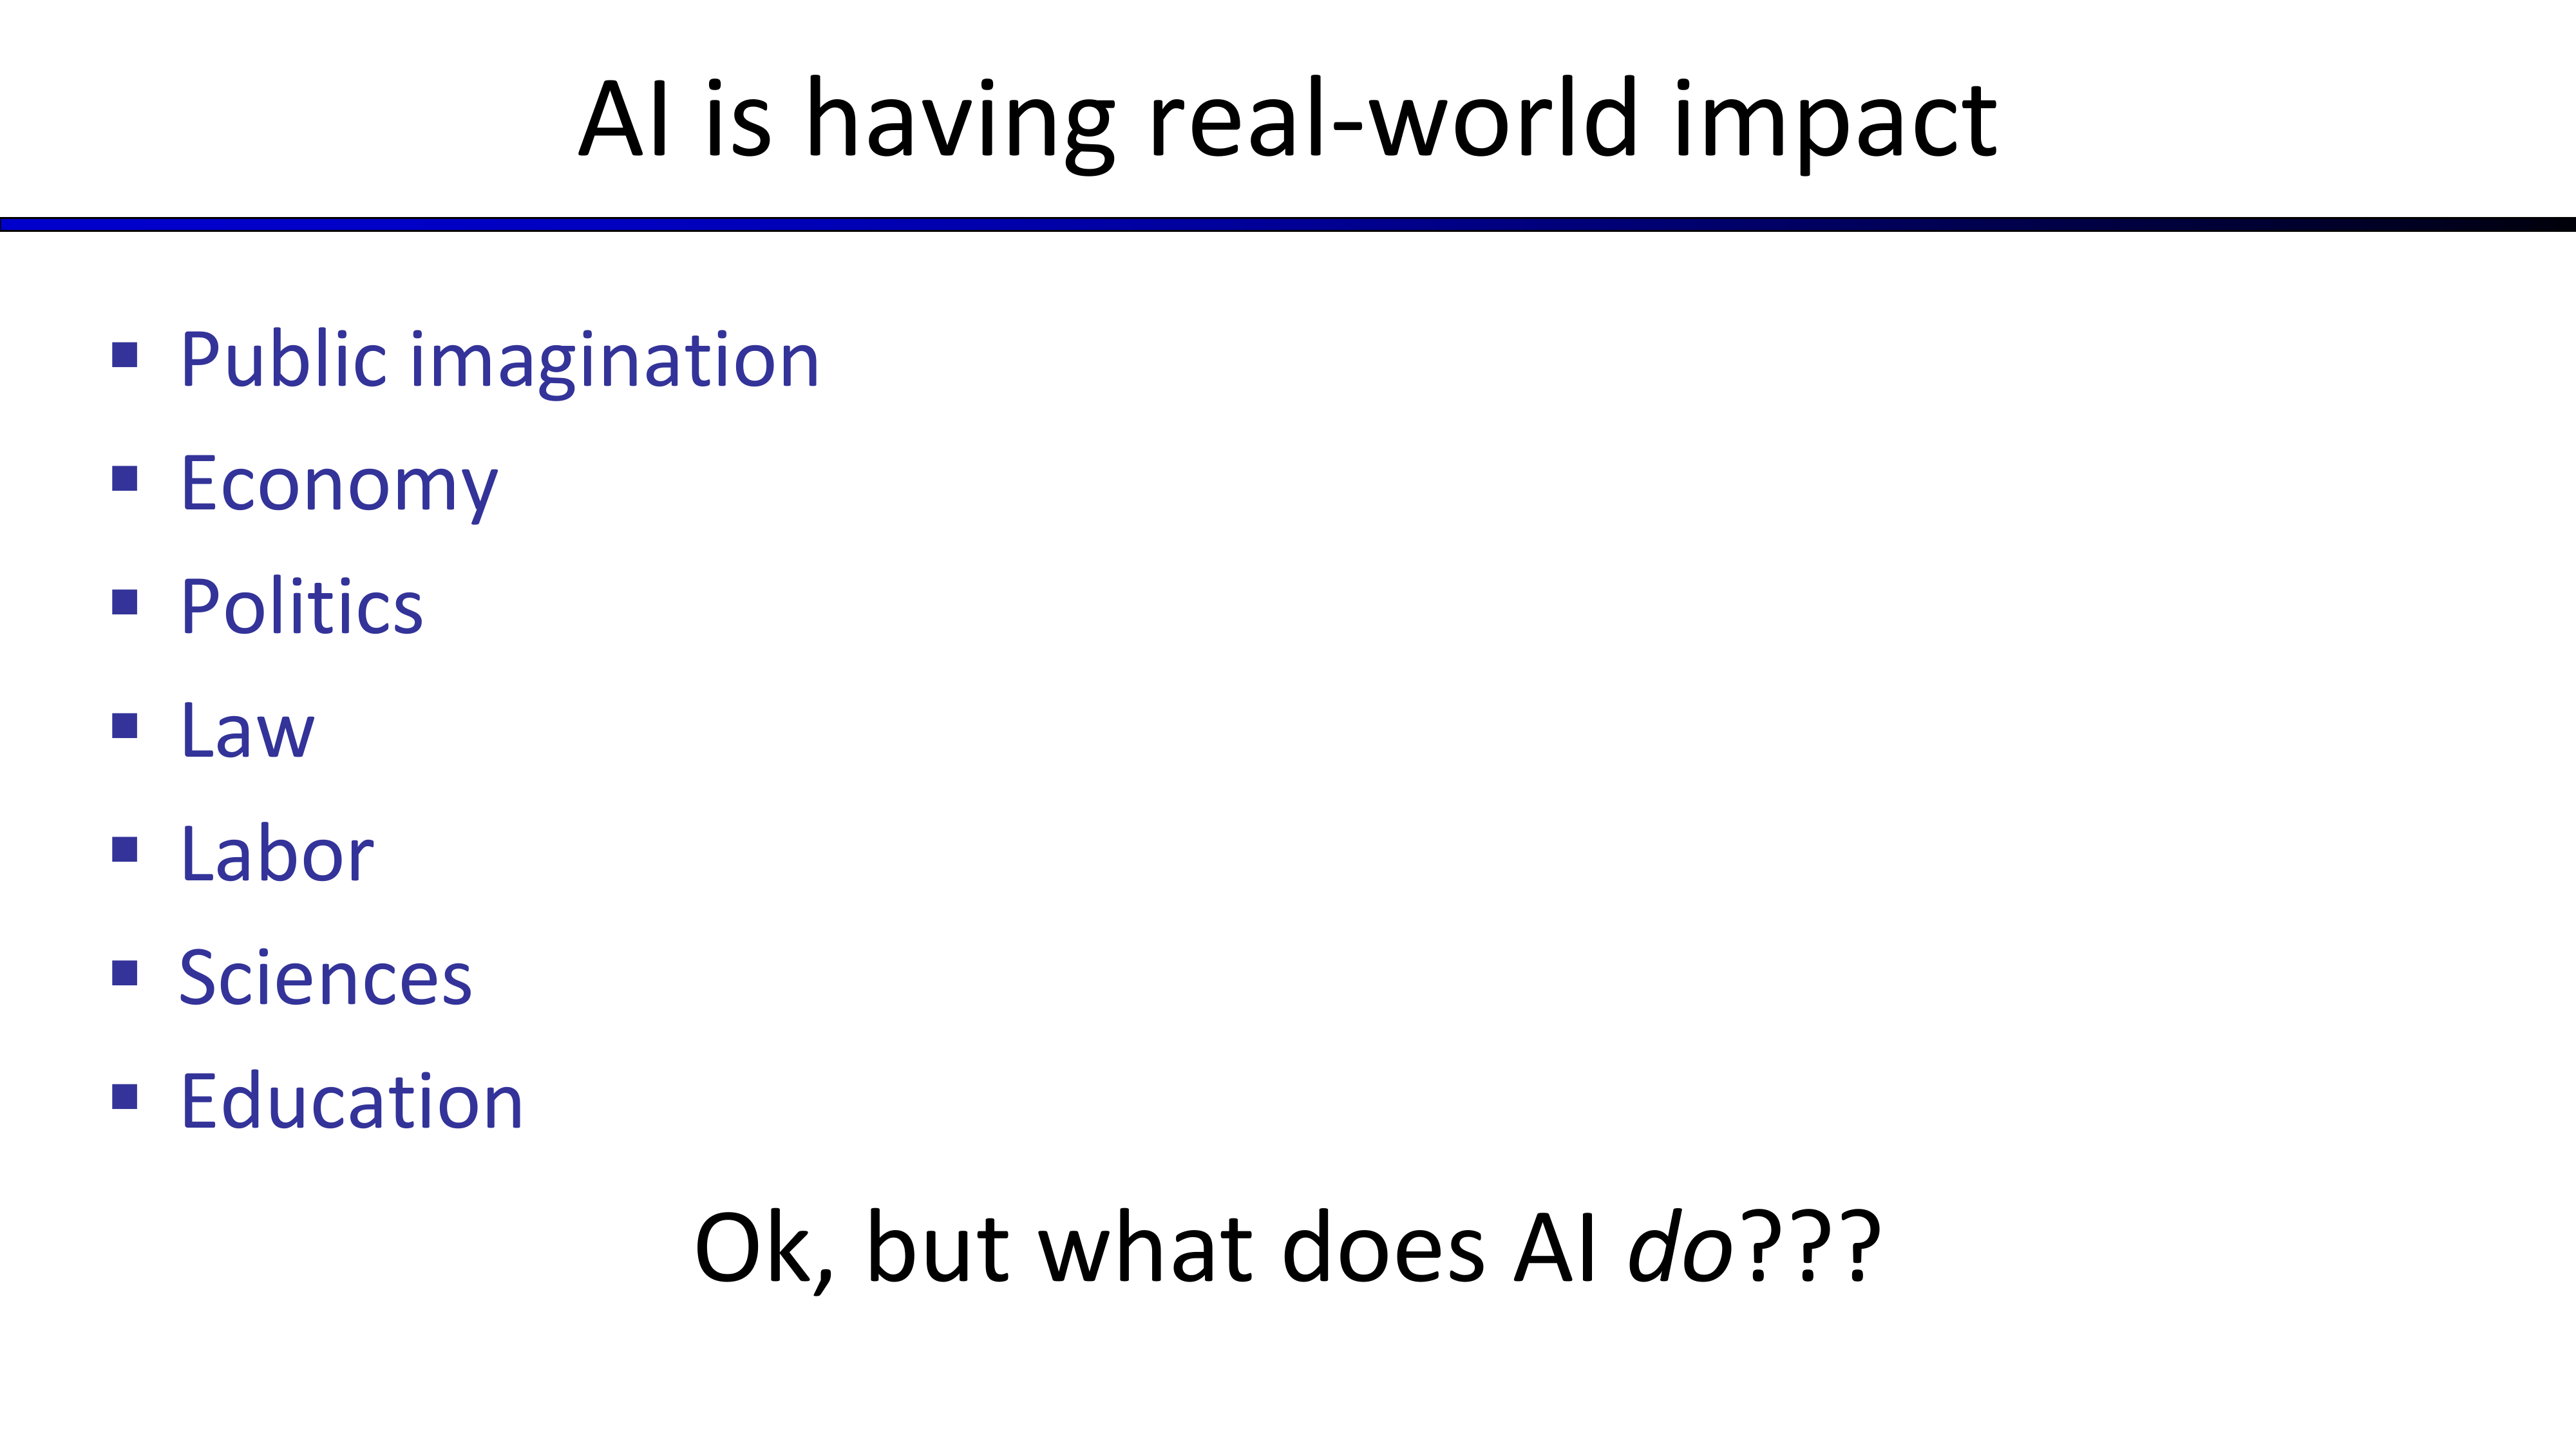 AI is having real-world impact
▪ Public imagination
▪ Economy
▪ Politics
▪ Law
▪ Labor
▪ Sciences
▪ Education
Ok, but what does AI do???